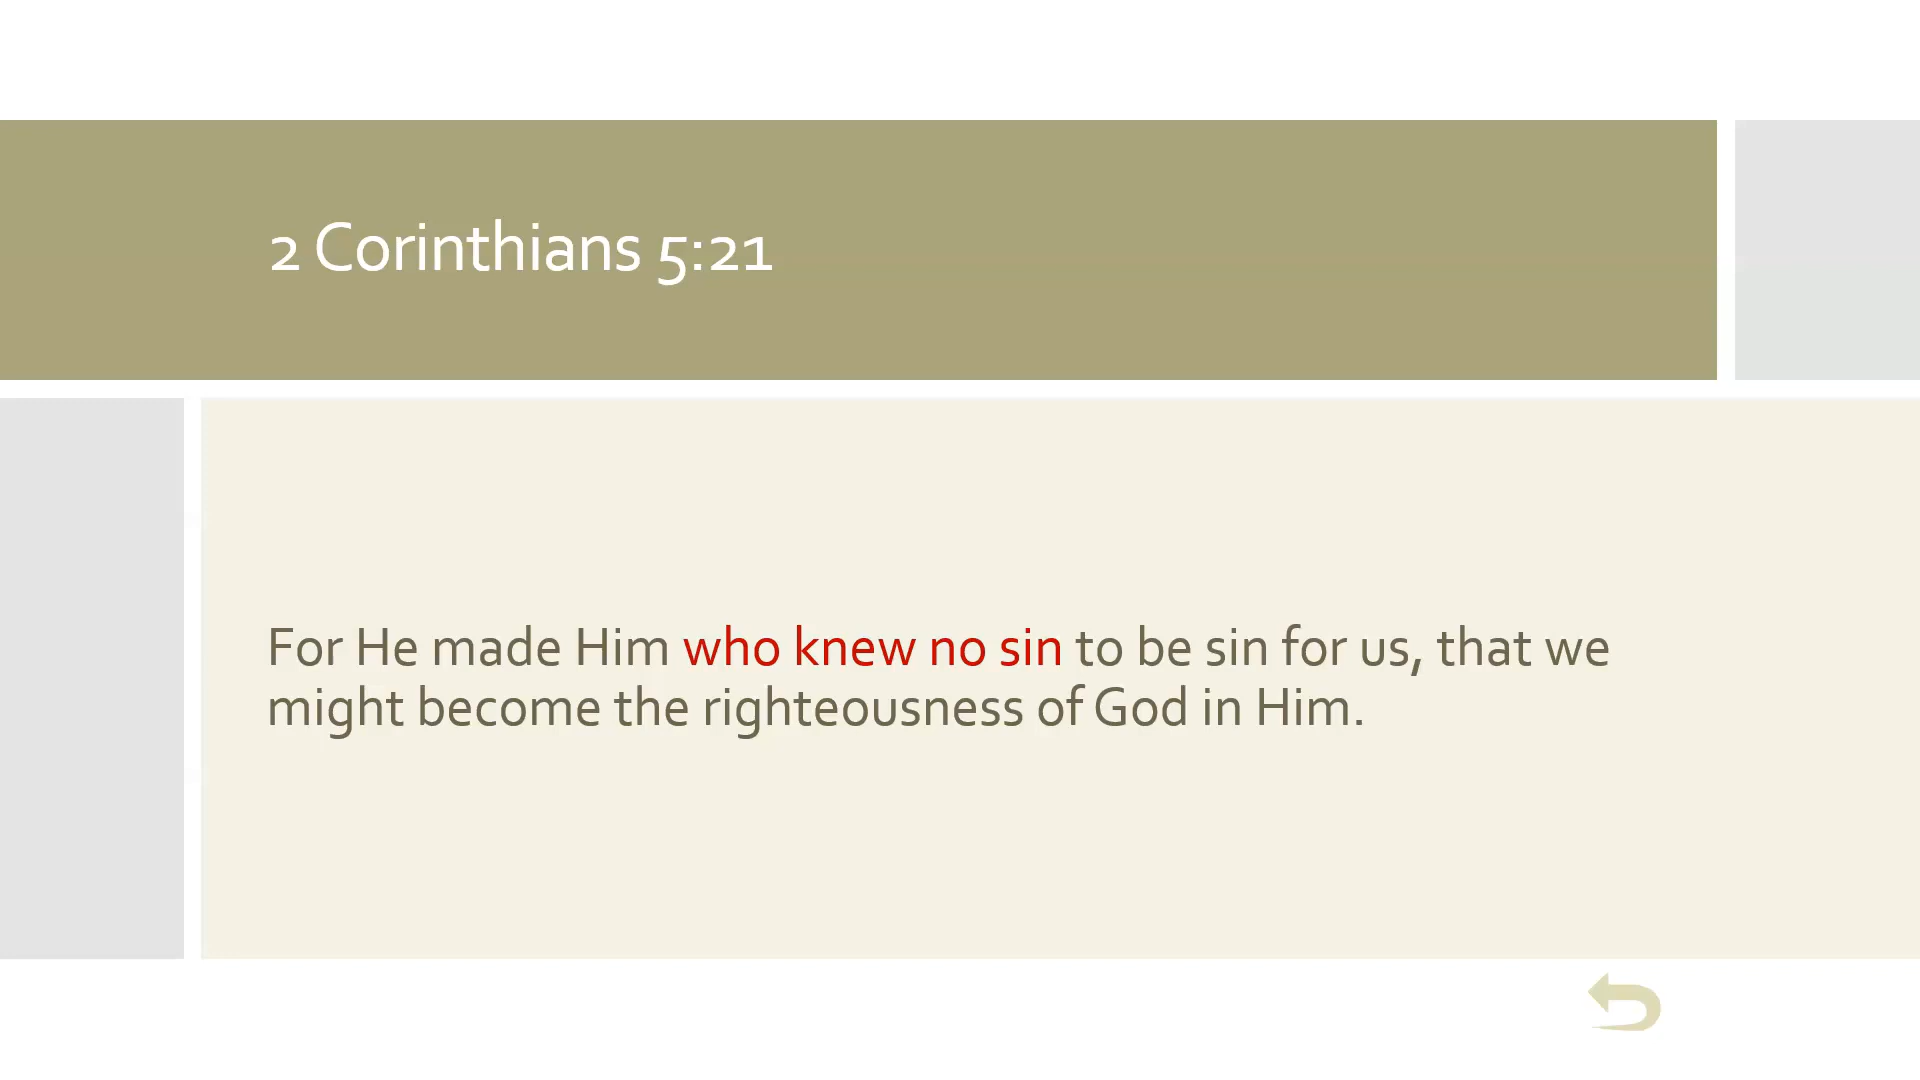 2 Corinthians 5:21
For He made Him who knew no sin to be sin for us, that we
might become the righteousness of God in Him.